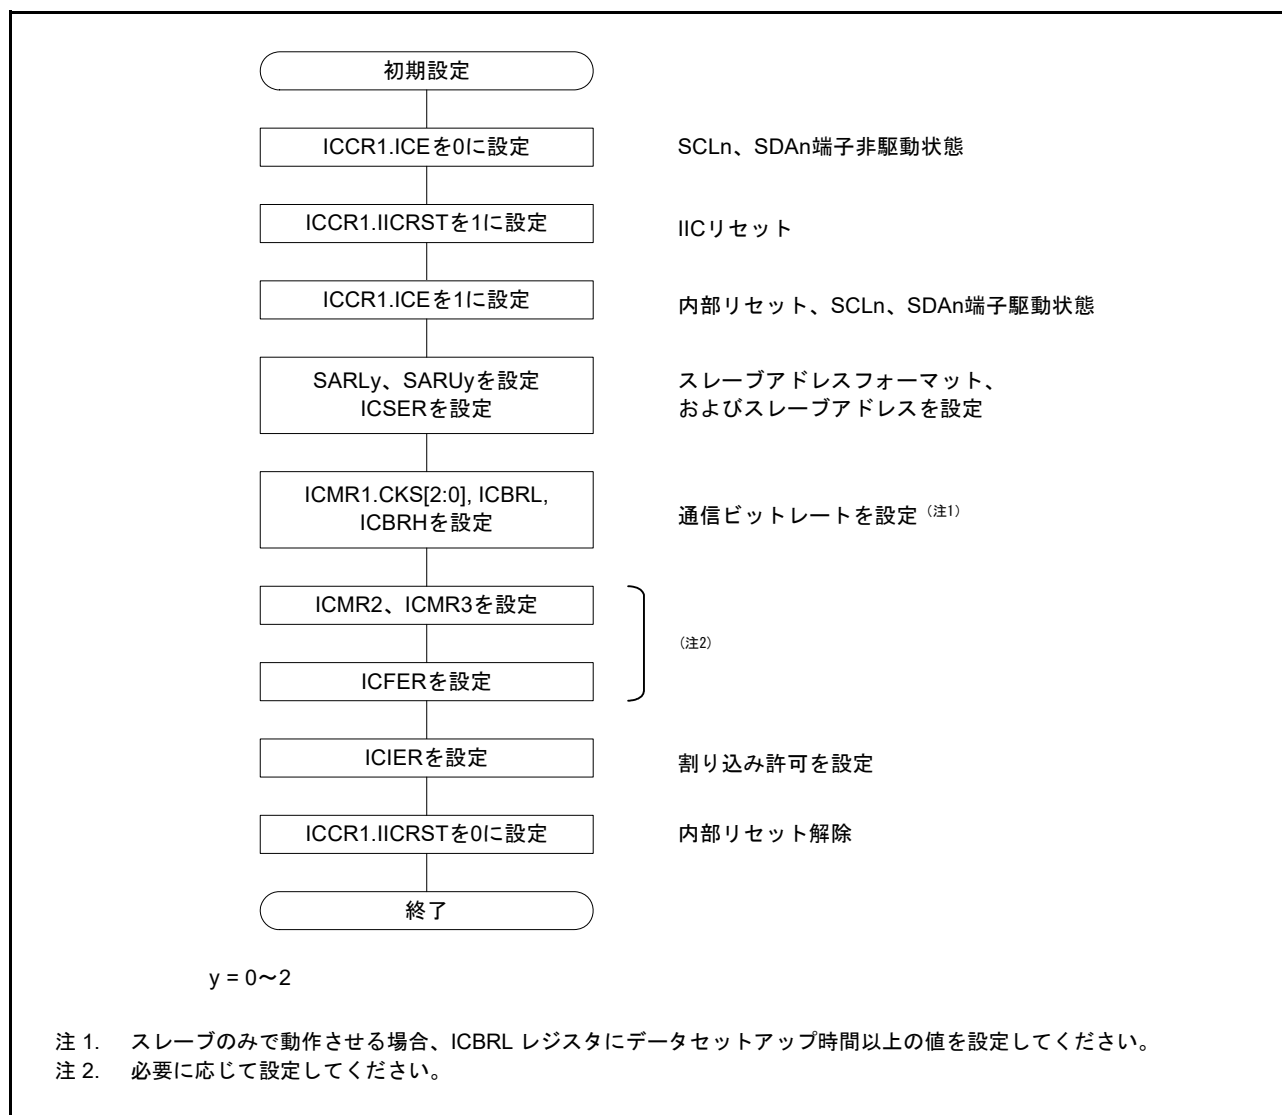 初期設定
ICCR1.ICEを0に設定
SCLn、SDAn端子非駆動状態
ICCR1.IICRSTを1に設定
IICリセット
ICCR1.ICEを1に設定
内部リセット、SCLn、SDAn端子駆動状態
SARLy、SARUyを設定
ICSERを設定
スレーブアドレスフォーマット、
およびスレーブアドレスを設定
ICMR1.CKS[2:0], ICBRL,
ICBRHを設定
通信ビットレートを設定 (注1)
ICMR2、ICMR3を設定
(注2)
ICFERを設定
ICIERを設定
割り込み許可を設定
ICCR1.IICRSTを0に設定
内部リセット解除
終了
y = 0～2
注 1. スレーブのみで動作させる場合、ICBRL レジスタにデータセットアップ時間以上の値を設定してください。
注 2. 必要に応じて設定してください。